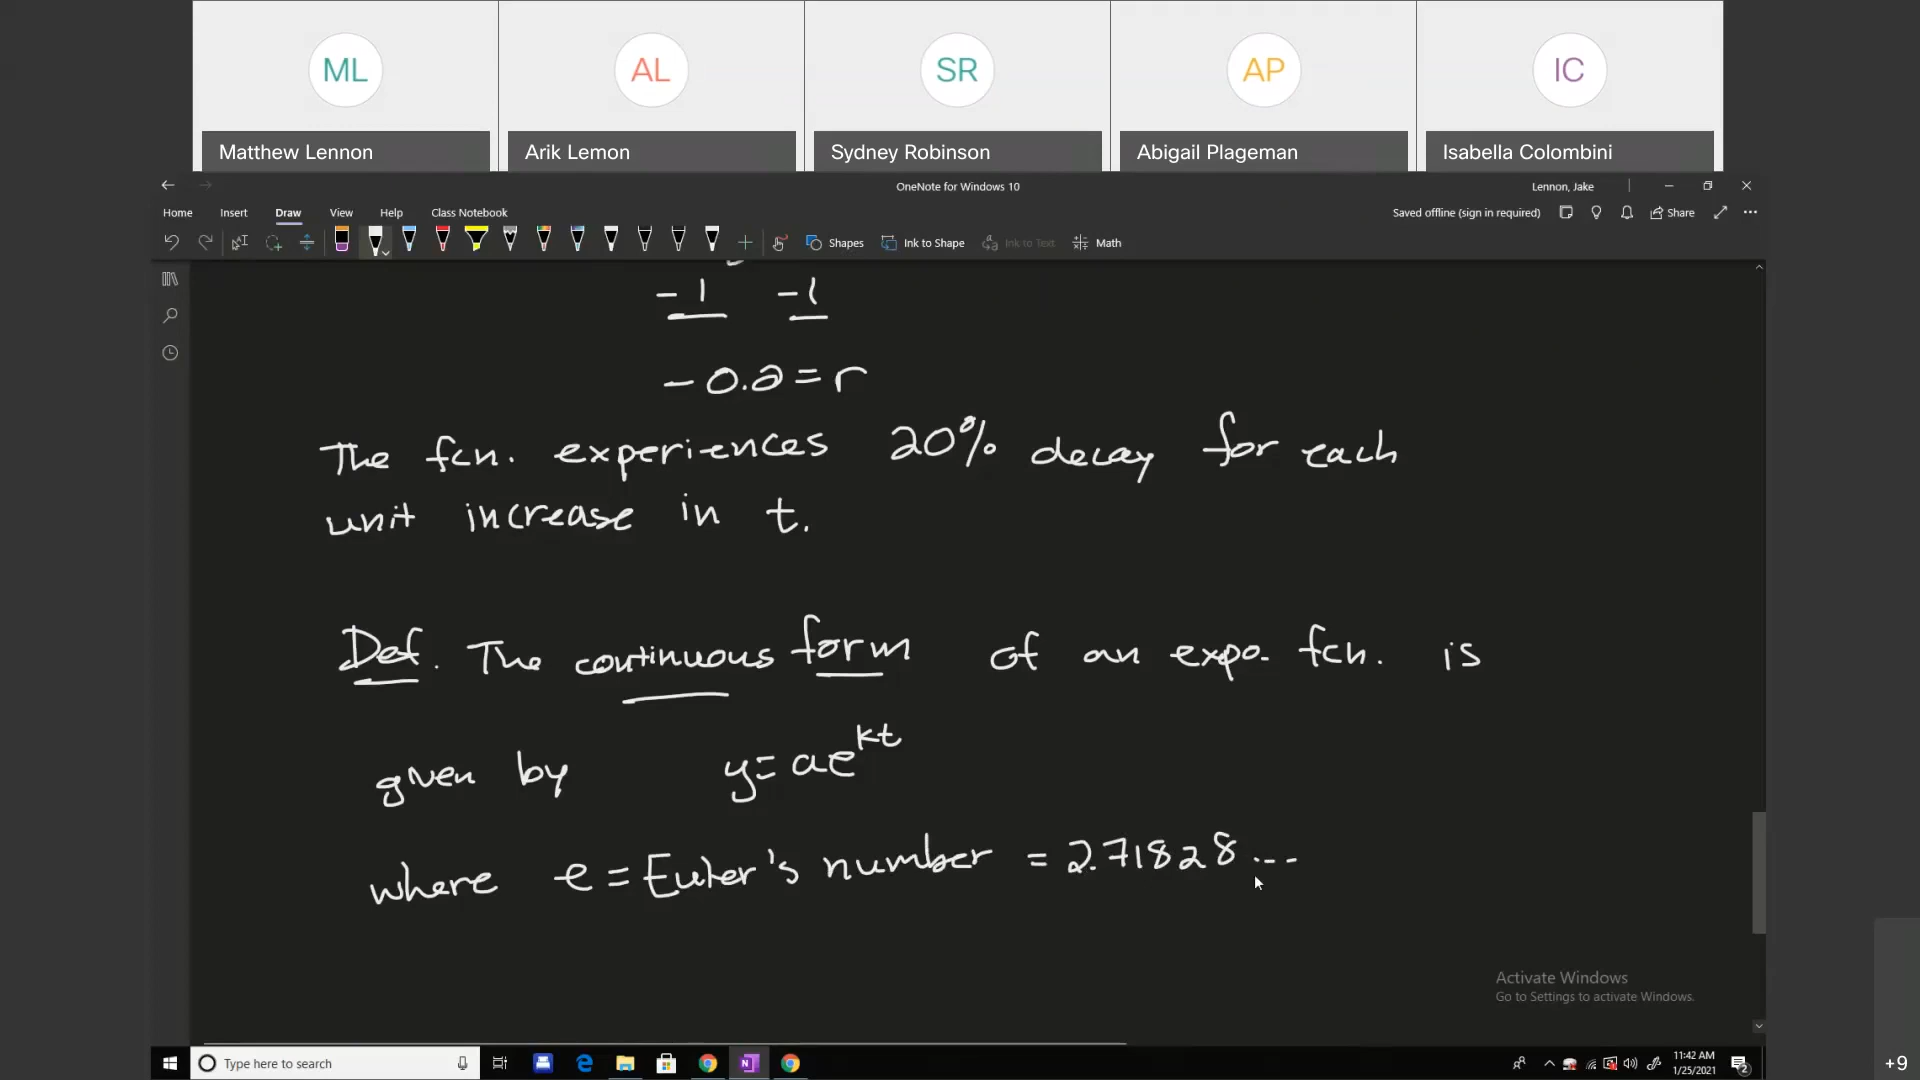 ML
AL
SR
AP
IC
Matthew Lennon
Arik Lemon
Sydney Robinson
Abigail Plageman
Isabella Colombini
OneNote for Windows 10
Lennon, Jake
Home Insert Draw View Help Class Notebook
Saved offline (sign in required)
Share
Shapes
Ink to Shape
Ink to Text
Math
-1 -1
-0.2=r
The fcn. experiences 20% decay for each
unit increase in t.
Def. The continuous form of an expo. fcn. is
given by y=ae^kt
where e = Euler's number = 2.71828...
Activate Windows
Go to Settings to activate Windows.
Type here to search
11:42 AM
1/25/2021
2
+9